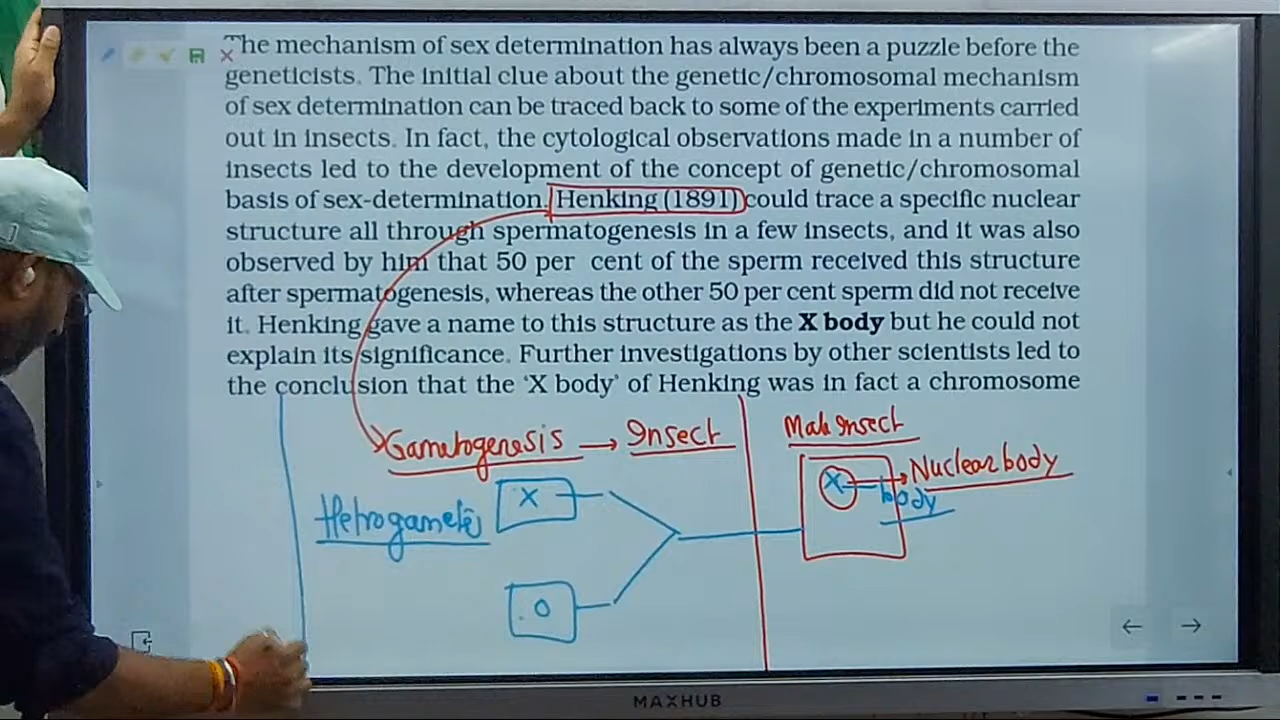 The mechanism of sex determination has always been a puzzle before the
geneticists. The initial clue about the genetic/chromosomal mechanism
of sex determination can be traced back to some of the experiments carried
out in insects. In fact, the cytological observations made in a number of
insects led to the development of the concept of genetic/chromosomal
basis of sex-determination. Henking (1891) could trace a specific nuclear
structure all through spermatogenesis in a few insects, and it was also
observed by him that 50 per cent of the sperm received this structure
after spermatogenesis, whereas the other 50 per cent sperm did not receive
it. Henking gave a name to this structure as the X body but he could not
explain its significance. Further investigations by other scientists led to
the conclusion that the 'X body' of Henking was in fact a chromosome
Gametogenesis → Insect
Male Insect
X → Nuclear body
body
Hetrogametes
X
O
MAXHUB